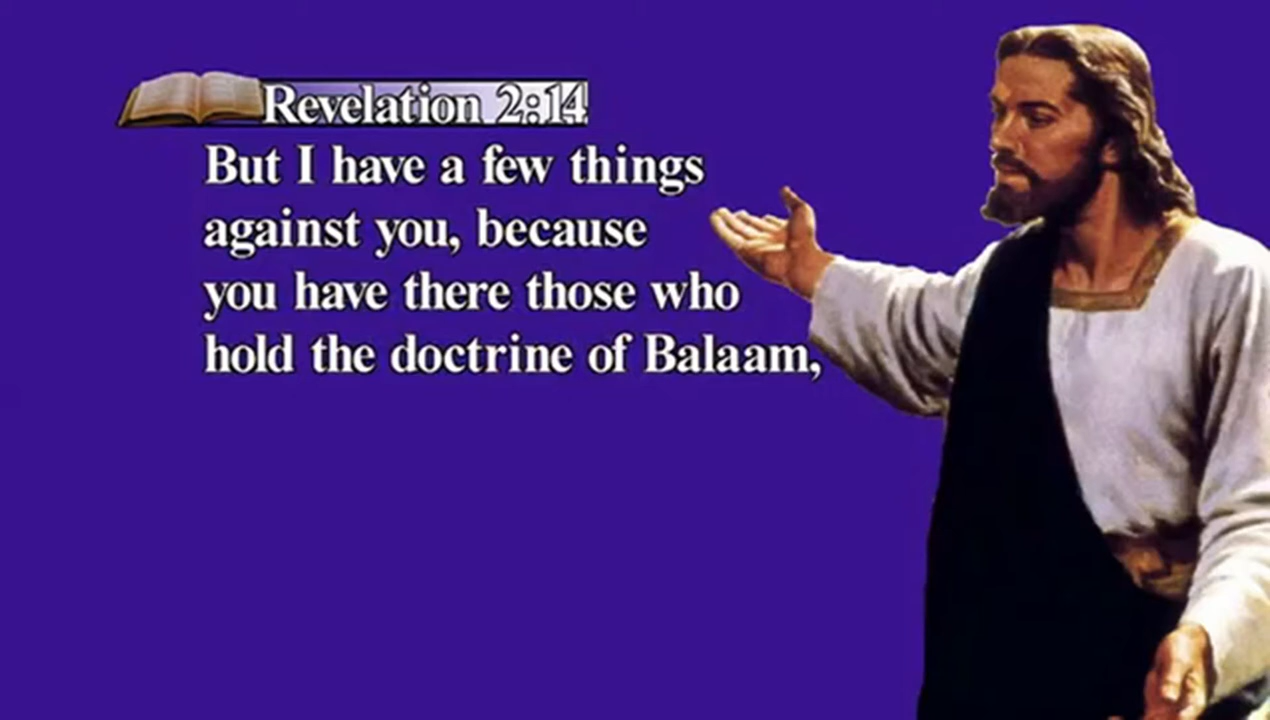 Revelation 2:14
But I have a few things
against you, because
you have there those who
hold the doctrine of Balaam,